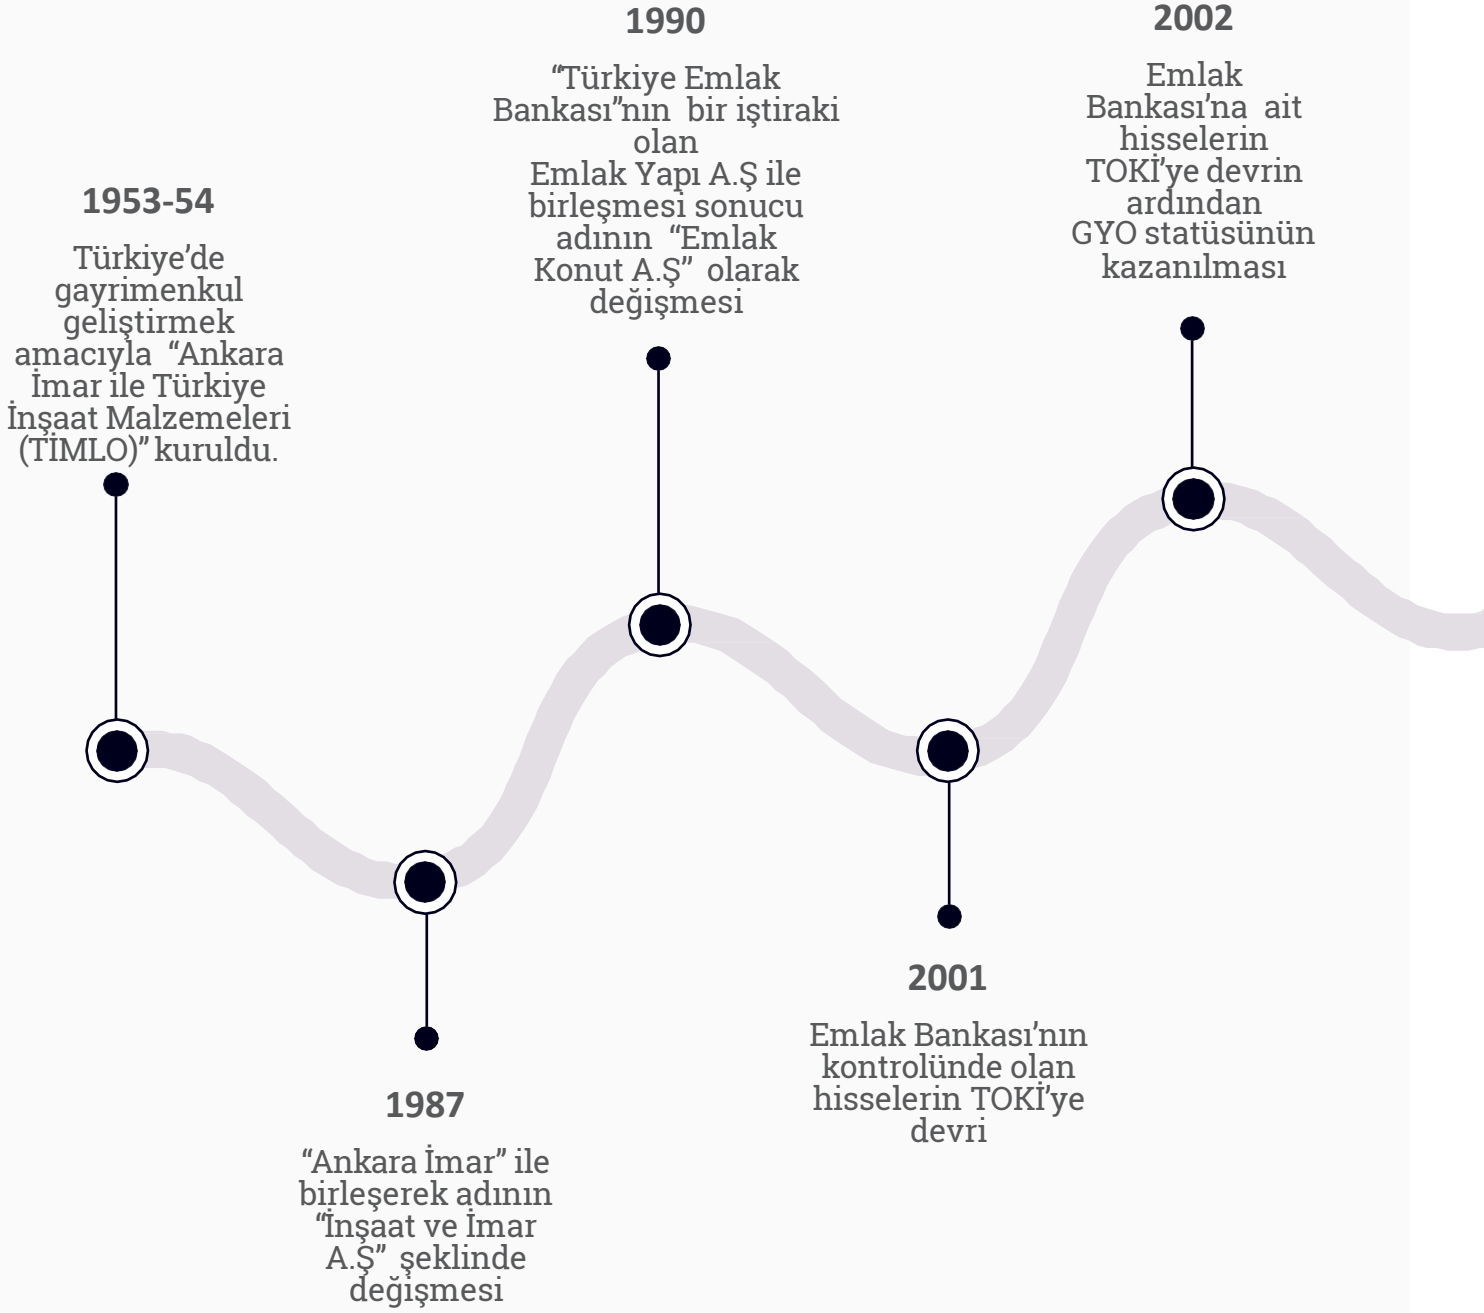 1953-54
Türkiye’de
gayrimenkul
geliştirmek
amacıyla “Ankara
İmar ile Türkiye
İnşaat Malzemeleri
(TİMLO)” kuruldu.
1987
“Ankara İmar” ile
birleşerek adının
“İnşaat ve İmar
A.Ş” şeklinde
değişmesi
1990
“Türkiye Emlak
Bankası”nın bir iştiraki
olan
Emlak Yapı A.Ş ile
birleşmesi sonucu
adının “Emlak
Konut A.Ş” olarak
değişmesi
2001
Emlak Bankası’nın
kontrolünde olan
hisselerin TOKİ’ye
devri
2002
Emlak
Bankası’na ait
hisselerin
TOKİ’ye devrin
ardından
GYO statüsünün
kazanılması